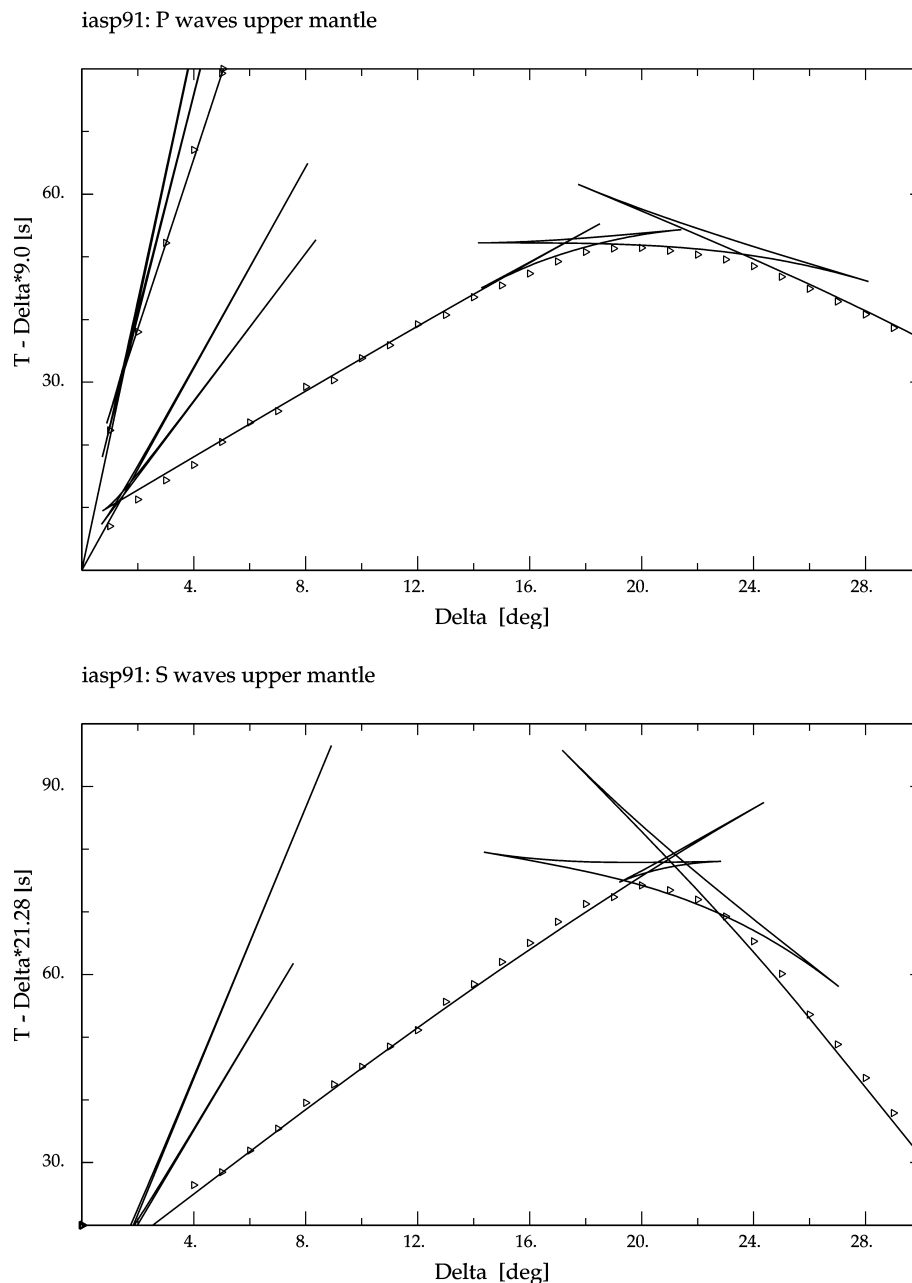 iasp91: P waves upper mantle
60.
30.
T - Delta*9.0 [s]
4. 8. 12. 16. 20. 24. 28.
Delta [deg]
iasp91: S waves upper mantle
90.
60.
30.
T - Delta*21.28 [s]
4. 8. 12. 16. 20. 24. 28.
Delta [deg]